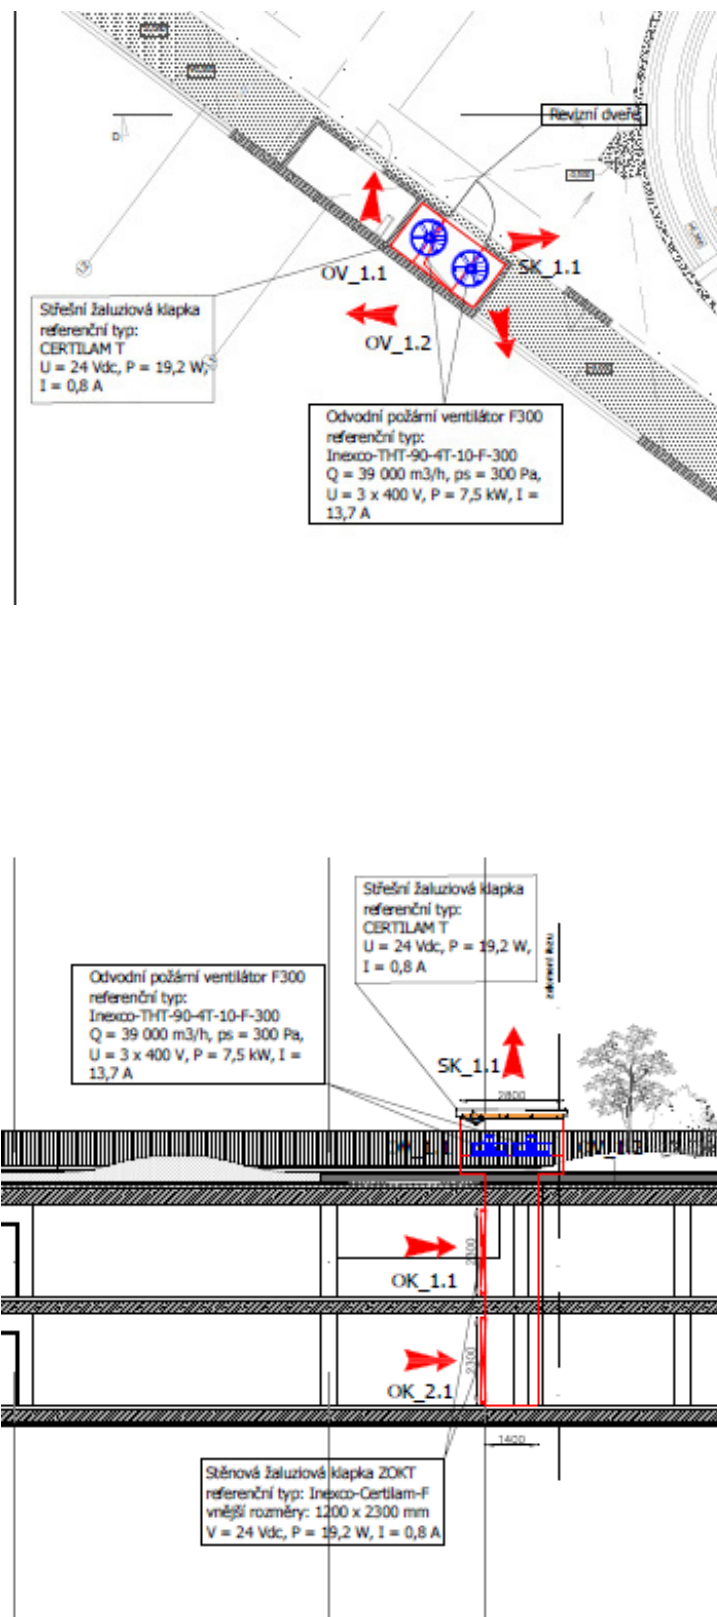 Revizní dveře
D
OV_1.1
SK_1.1
OV_1.2
Střešní žaluziová klapka
referenční typ:
CERTILAM T
U = 24 Vdc, P = 19,2 W,
I = 0,8 A
Odvodní požární ventilátor F300
referenční typ:
Inexco-THT-90-4T-10-F-300
Q = 39 000 m3/h, ps = 300 Pa,
U = 3 x 400 V, P = 7,5 kW, I =
13,7 A
Střešní žaluziová klapka
referenční typ:
CERTILAM T
U = 24 Vdc, P = 19,2 W,
I = 0,8 A
Odvodní požární ventilátor F300
referenční typ:
Inexco-THT-90-4T-10-F-300
Q = 39 000 m3/h, ps = 300 Pa,
U = 3 x 400 V, P = 7,5 kW, I =
13,7 A
SK_1.1
2800
2300
OK_1.1
2300
OK_2.1
1400
Stěnová žaluziová klapka ZOKT
referenční typ: Inexco-Certilam-F
vnější rozměry: 1200 x 2300 mm
V = 24 Vdc, P = 19,2 W, I = 0,8 A